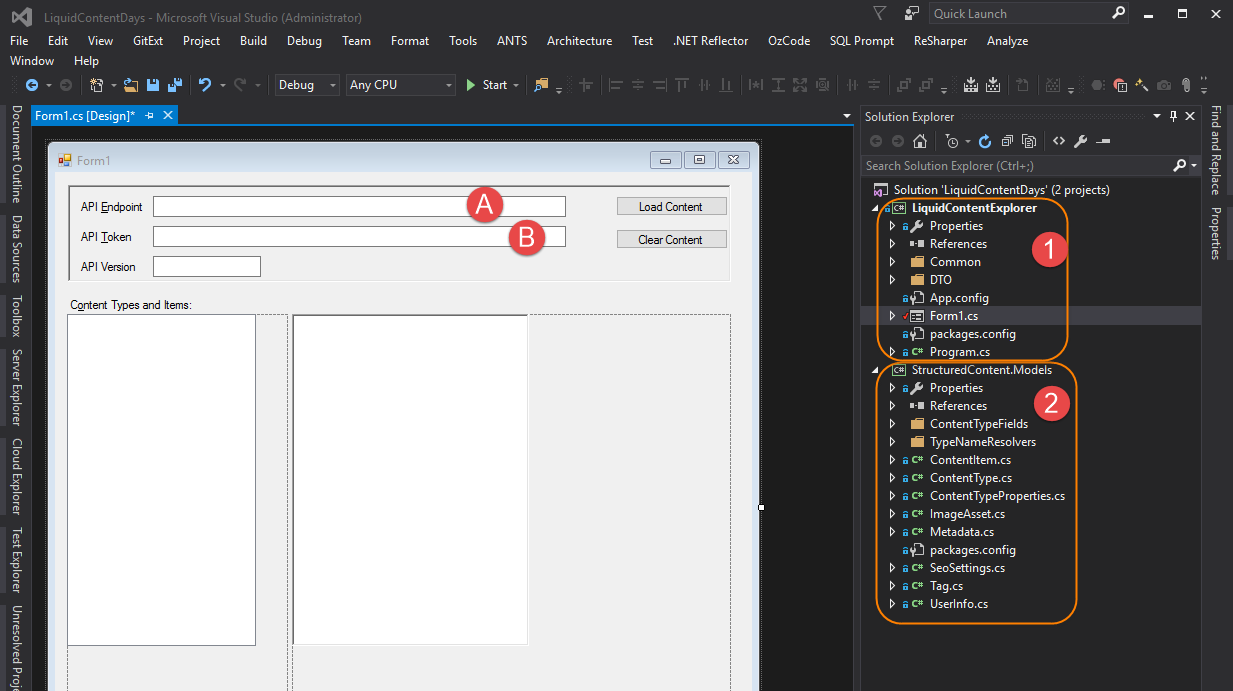 LiquidContentDays - Microsoft Visual Studio (Administrator)
Quick Launch
File Edit View GitExt Project Build Debug Team Format Tools ANTS Architecture Test .NET Reflector OzCode SQL Prompt ReSharper Analyze
Window Help
Debug Any CPU Start
Document Outline
Data Sources
Toolbox
Server Explorer
Cloud Explorer
Test Explorer
Form1.cs [Design]*
Form1
API Endpoint A Load Content
API Token B Clear Content
API Version
Content Types and Items:
Solution Explorer
Search Solution Explorer (Ctrl+;)
Solution 'LiquidContentDays' (2 projects)
C# LiquidContentExplorer
Properties
References
1
Common
DTO
App.config
Form1.cs
packages.config
C# Program.cs
C# StructuredContent.Models
Properties
References
2
ContentTypeFields
TypeNameResolvers
C# ContentItem.cs
C# ContentType.cs
C# ContentTypeProperties.cs
C# ImageAsset.cs
C# Metadata.cs
packages.config
C# SeoSettings.cs
C# Tag.cs
C# UserInfo.cs
Find and Replace
Properties